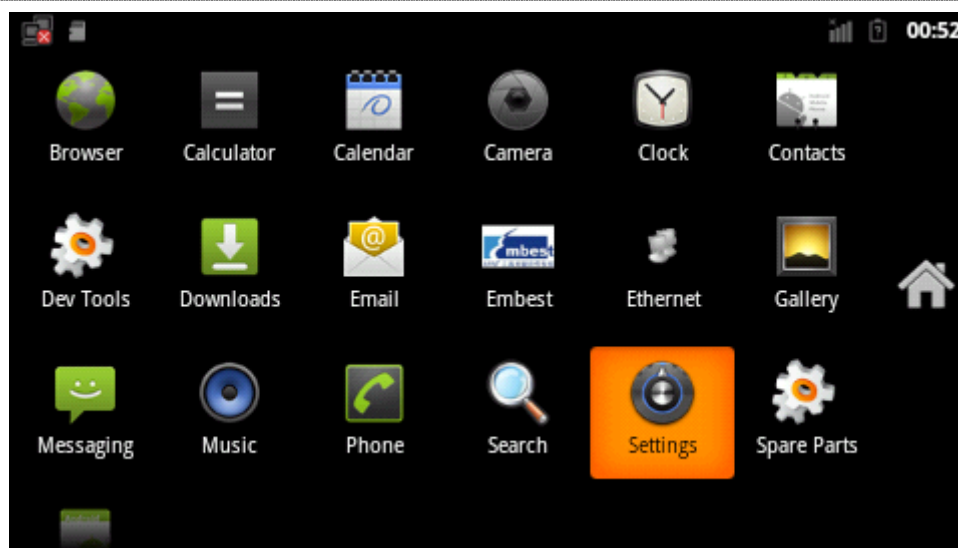 00:52
Browser Calculator Calendar Camera Clock Contacts
@
mbest
Dev Tools Downloads Email Embest Ethernet Gallery
Messaging Music Phone Search Settings Spare Parts